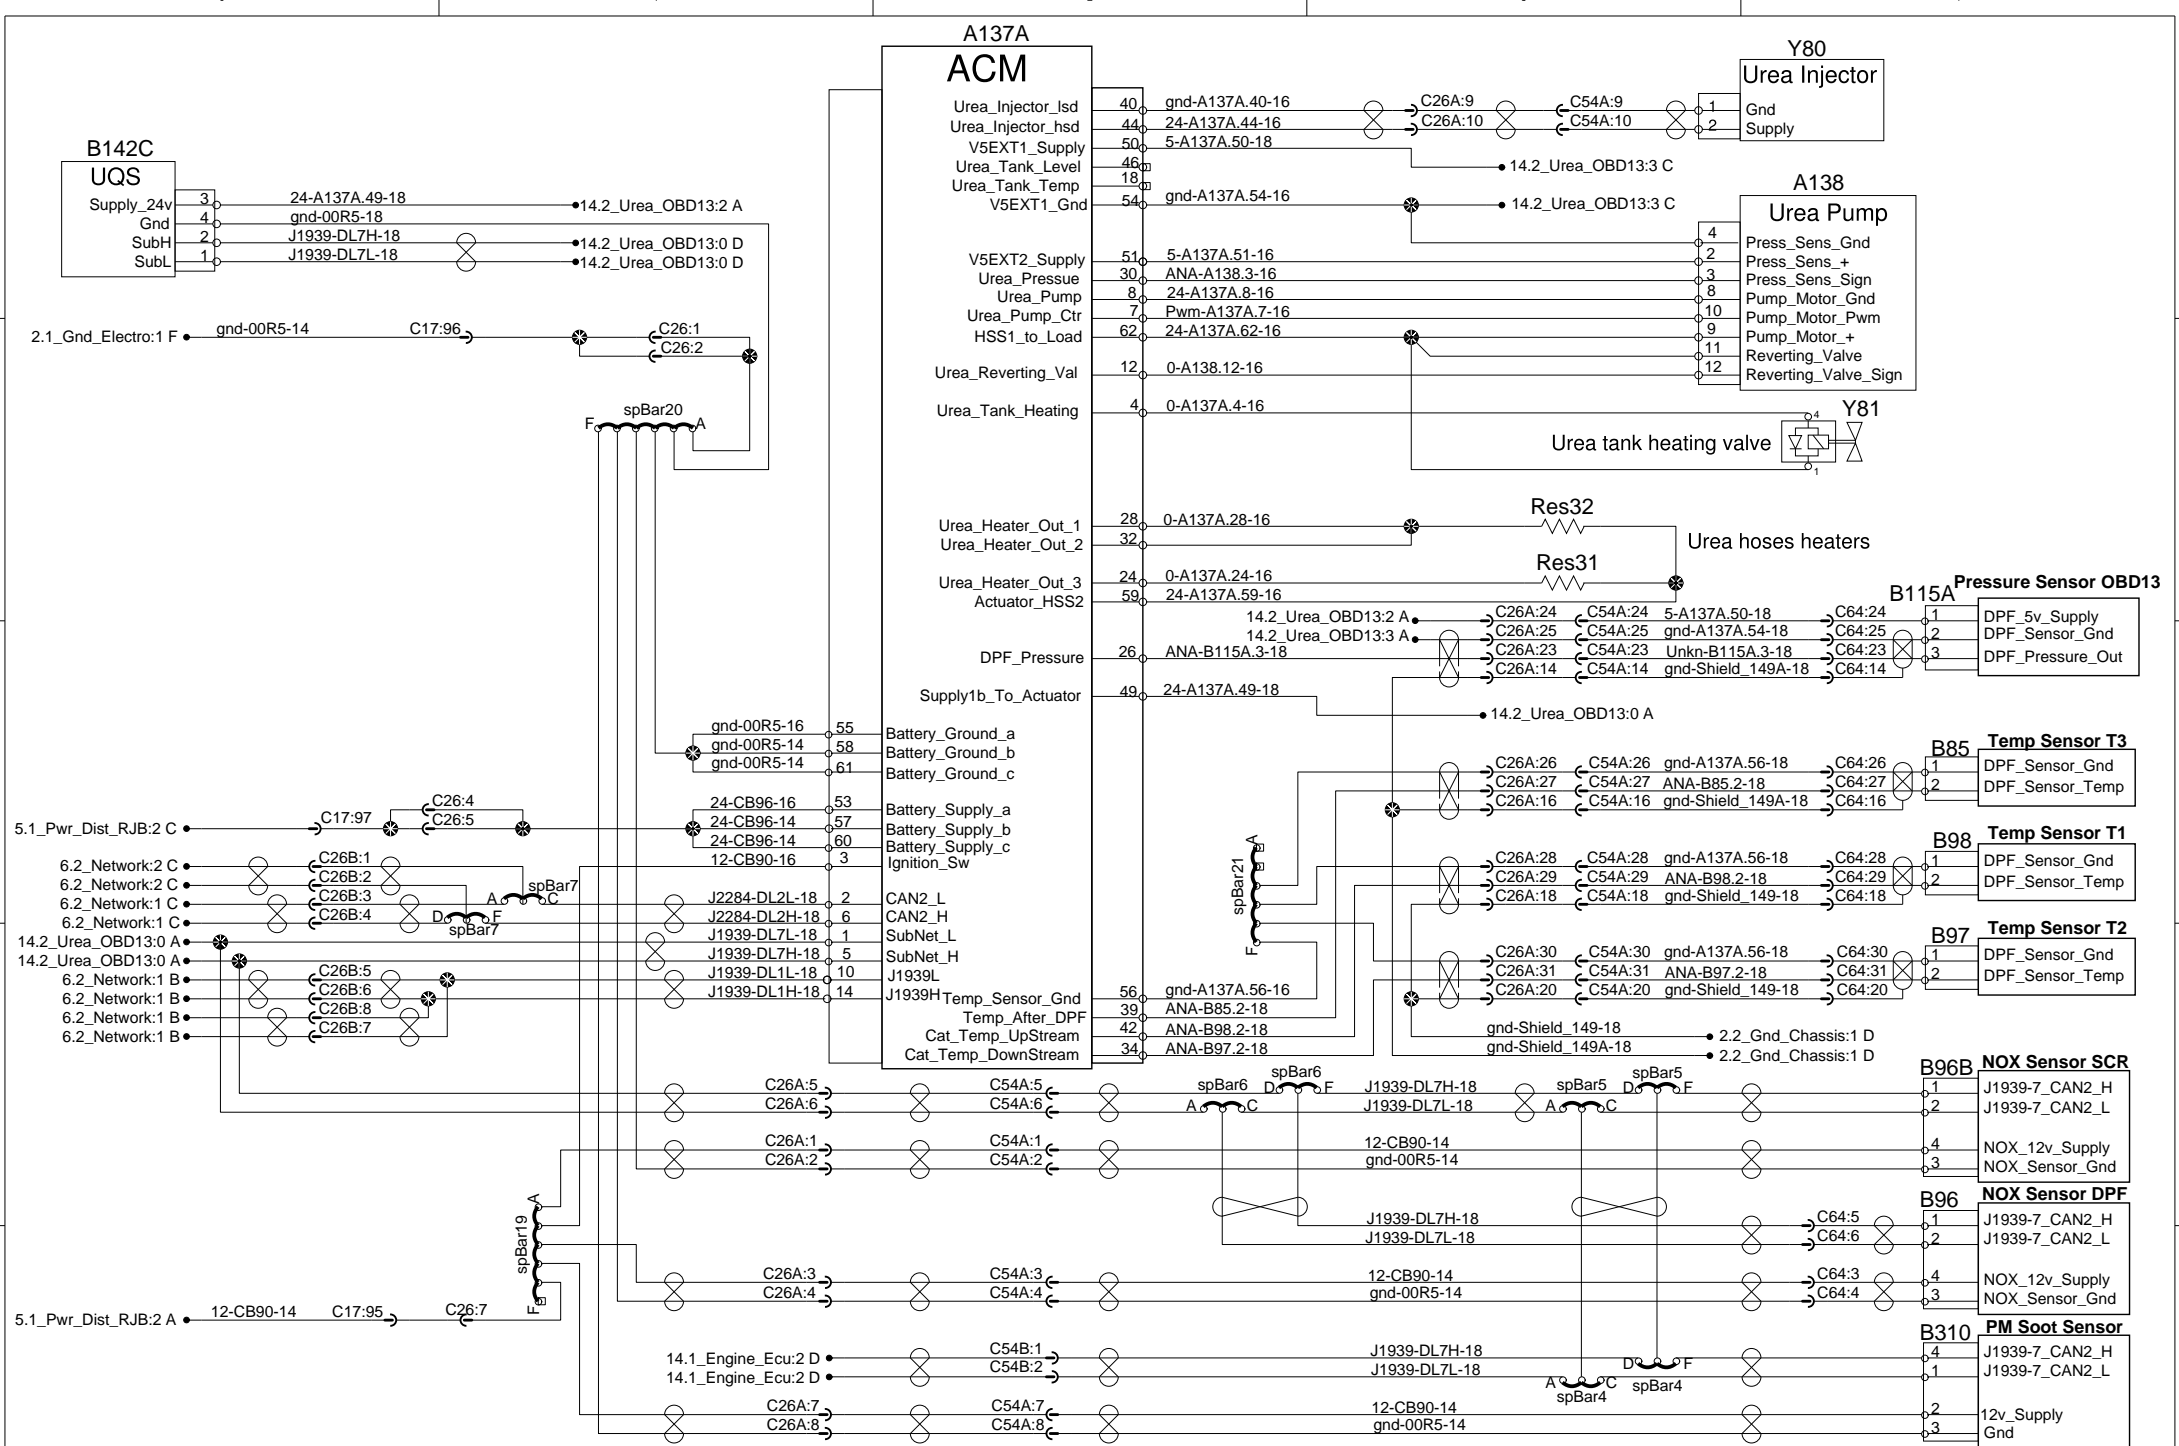 A137A
ACM
Urea_Injector_lsd 40 gnd-A137A.40-16 C26A:9 C54A:9
Urea_Injector_hsd 44 24-A137A.44-16 C26A:10 C54A:10
V5EXT1_Supply 50 5-A137A.50-18
14.2_Urea_OBD13:3 C
Urea_Tank_Level 46
Urea_Tank_Temp 18
V5EXT1_Gnd 54 gnd-A137A.54-16
14.2_Urea_OBD13:3 C
V5EXT2_Supply 51 5-A137A.51-16
Urea_Pressue 30 ANA-A138.3-16
Urea_Pump 8 24-A137A.8-16
Urea_Pump_Ctr 7 Pwm-A137A.7-16
HSS1_to_Load 62 24-A137A.62-16
Urea_Reverting_Val 12 0-A138.12-16
Urea_Tank_Heating 4 0-A137A.4-16
Y80
Urea Injector
1 Gnd
2 Supply
A138
Urea Pump
4 Press_Sens_Gnd
2 Press_Sens_+
3 Press_Sens_Sign
8 Pump_Motor_Gnd
10 Pump_Motor_Pwm
9 Pump_Motor_+
11 Reverting_Valve
12 Reverting_Valve_Sign
Y81
4
Urea tank heating valve
1
B142C
UQS
Supply_24v 3 24-A137A.49-18 14.2_Urea_OBD13:2 A
Gnd 4 gnd-00R5-18
SubH 2 J1939-DL7H-18 14.2_Urea_OBD13:0 D
SubL 1 J1939-DL7L-18 14.2_Urea_OBD13:0 D
2.1_Gnd_Electro:1 F gnd-00R5-14 C17:96 C26:1
C26:2
spBar20
F A
Urea_Heater_Out_1 28 0-A137A.28-16
Urea_Heater_Out_2 32
Res32
Urea hoses heaters
Res31
Urea_Heater_Out_3 24 0-A137A.24-16
Actuator_HSS2 59 24-A137A.59-16
Pressure Sensor OBD13
B115A
14.2_Urea_OBD13:2 A C26A:24 C54A:24 5-A137A.50-18 C64:24 1 DPF_5v_Supply
14.2_Urea_OBD13:3 A C26A:25 C54A:25 gnd-A137A.54-18 C64:25 2 DPF_Sensor_Gnd
DPF_Pressure 26 ANA-B115A.3-18 C26A:23 C54A:23 Unkn-B115A.3-18 C64:23 3 DPF_Pressure_Out
C26A:14 C54A:14 gnd-Shield_149A-18 C64:14
Supply1b_To_Actuator 49 24-A137A.49-18
14.2_Urea_OBD13:0 A
gnd-00R5-16 55 Battery_Ground_a
gnd-00R5-14 58 Battery_Ground_b
gnd-00R5-14 61 Battery_Ground_c
Temp Sensor T3
B85
C26A:26 C54A:26 gnd-A137A.56-18 C64:26 1 DPF_Sensor_Gnd
C26A:27 C54A:27 ANA-B85.2-18 C64:27 2 DPF_Sensor_Temp
C26A:16 C54A:16 gnd-Shield_149A-18 C64:16
C26:4 24-CB96-16 53 Battery_Supply_a
5.1_Pwr_Dist_RJB:2 C C17:97 C26:5 24-CB96-14 57 Battery_Supply_b
24-CB96-14 60 Battery_Supply_c
12-CB90-16 3 Ignition_Sw
6.2_Network:2 C C26B:1
6.2_Network:2 C C26B:2
A spBar7 C
6.2_Network:1 C C26B:3 J2284-DL2L-18 2 CAN2_L
D F spBar7
6.2_Network:1 C C26B:4 J2284-DL2H-18 6 CAN2_H
14.2_Urea_OBD13:0 A J1939-DL7L-18 1 SubNet_L
14.2_Urea_OBD13:0 A J1939-DL7H-18 5 SubNet_H
6.2_Network:1 B C26B:5 J1939-DL1L-18 10 J1939L
6.2_Network:1 B C26B:6 J1939-DL1H-18 14 J1939H
6.2_Network:1 B C26B:8
6.2_Network:1 B C26B:7
spBar21
A
F
Temp Sensor T1
B98
C26A:28 C54A:28 gnd-A137A.56-18 C64:28 1 DPF_Sensor_Gnd
C26A:29 C54A:29 ANA-B98.2-18 C64:29 2 DPF_Sensor_Temp
C26A:18 C54A:18 gnd-Shield_149-18 C64:18
Temp Sensor T2
B97
C26A:30 C54A:30 gnd-A137A.56-18 C64:30 1 DPF_Sensor_Gnd
C26A:31 C54A:31 ANA-B97.2-18 C64:31 2 DPF_Sensor_Temp
C26A:20 C54A:20 gnd-Shield_149-18 C64:20
Temp_Sensor_Gnd 56 gnd-A137A.56-16
Temp_After_DPF 39 ANA-B85.2-18
Cat_Temp_UpStream 42 ANA-B98.2-18
Cat_Temp_DownStream 34 ANA-B97.2-18
gnd-Shield_149-18 2.2_Gnd_Chassis:1 D
gnd-Shield_149A-18 2.2_Gnd_Chassis:1 D
NOX Sensor SCR
B96B
C26A:5 C54A:5 D spBar6 F J1939-DL7H-18 D spBar5 F 1 J1939-7_CAN2_H
C26A:6 C54A:6 A spBar6 C J1939-DL7L-18 A spBar5 C 2 J1939-7_CAN2_L
C26A:1 C54A:1 12-CB90-14 4 NOX_12v_Supply
C26A:2 C54A:2 gnd-00R5-14 3 NOX_Sensor_Gnd
spBar19
A
F
NOX Sensor DPF
B96
J1939-DL7H-18 C64:5 1 J1939-7_CAN2_H
J1939-DL7L-18 C64:6 2 J1939-7_CAN2_L
C26A:3 C54A:3 12-CB90-14 C64:3 4 NOX_12v_Supply
C26A:4 C54A:4 gnd-00R5-14 C64:4 3 NOX_Sensor_Gnd
5.1_Pwr_Dist_RJB:2 A 12-CB90-14 C17:95 C26:7
PM Soot Sensor
B310
14.1_Engine_Ecu:2 D C54B:1 J1939-DL7H-18 D spBar4 F 4 J1939-7_CAN2_H
14.1_Engine_Ecu:2 D C54B:2 J1939-DL7L-18 A spBar4 C 1 J1939-7_CAN2_L
C26A:7 C54A:7 12-CB90-14 2 12v_Supply
C26A:8 C54A:8 gnd-00R5-14 3 Gnd